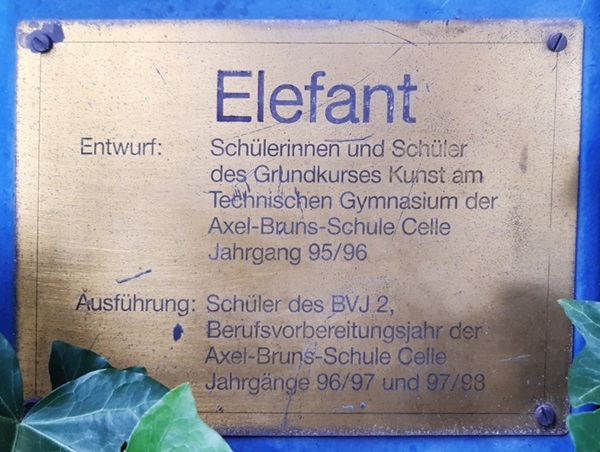 Elefant
Entwurf: Schülerinnen und Schüler
des Grundkurses Kunst am
Technischen Gymnasium der
Axel-Bruns-Schule Celle
Jahrgang 95/96
Ausführung: Schüler des BVJ 2,
Berufsvorbereitungsjahr der
Axel-Bruns-Schule Celle
Jahrgänge 96/97 und 97/98